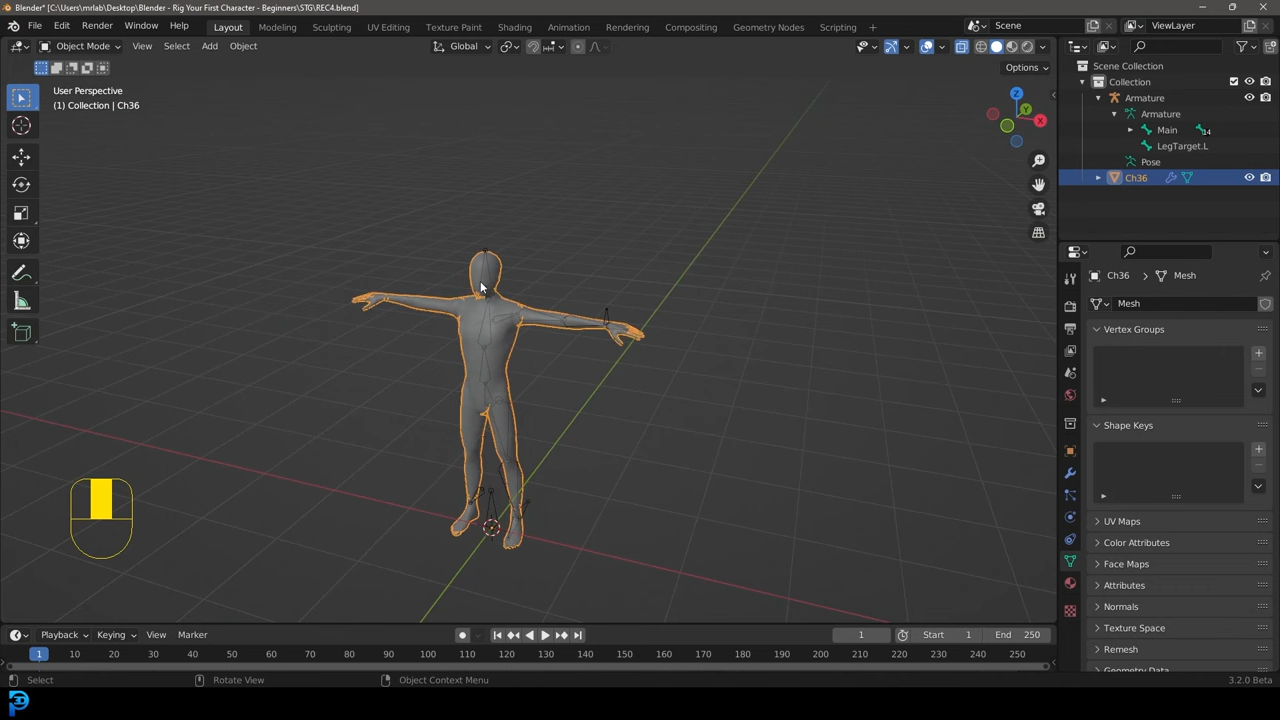 Blender* [C:\Users\mrlab\Desktop\Blender - Rig Your First Character - Beginners\STG\REC4.blend]
File Edit Render Window Help Layout Modeling Sculpting UV Editing Texture Paint Shading Animation Rendering Compositing Geometry Nodes Scripting Scene ViewLayer
Object Mode View Select Add Object Global
Options
User Perspective
(1) Collection | Ch36
Z
Y
X
Scene Collection
Collection
Armature
Armature
Main 14
LegTarget.L
Pose
Ch36
Ch36 Mesh
Mesh
Vertex Groups
Shape Keys
UV Maps
Color Attributes
Face Maps
Attributes
Normals
Texture Space
Remesh
Geometry Data
Playback Keying View Marker 1 Start 1 End 250
1 10 20 30 40 50 60 70 80 90 100 110 120 130 140 150 160 170 180 190 200 210 220 230 240 250
Select Rotate View Object Context Menu 3.2.0 Beta